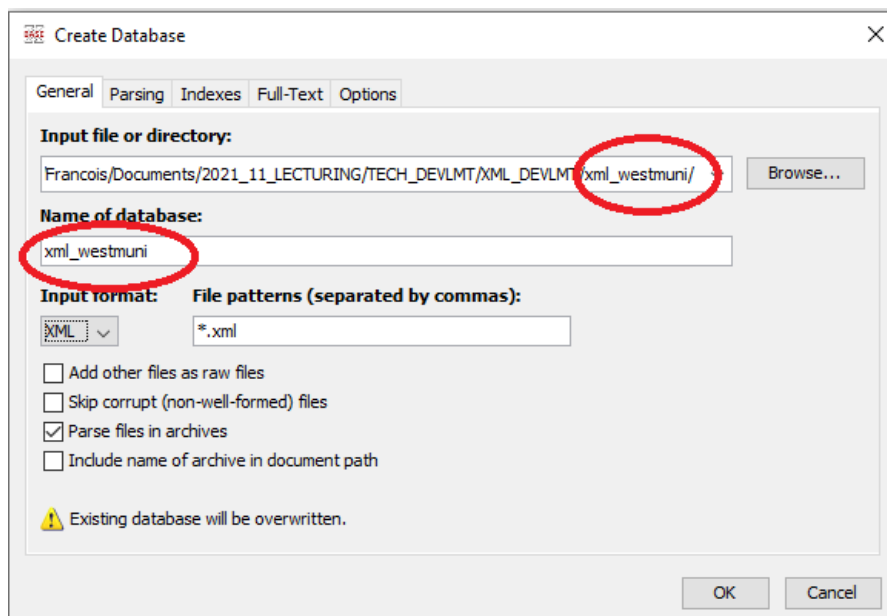 Create Database
General Parsing Indexes Full-Text Options
Input file or directory:
Francois/Documents/2021_11_LECTURING/TECH_DEVLMT/XML_DEVLMT/xml_westmuni/ Browse...
Name of database:
xml_westmuni
Input format: File patterns (separated by commas):
XML *.xml
Add other files as raw files
Skip corrupt (non-well-formed) files
Parse files in archives
Include name of archive in document path
Existing database will be overwritten.
OK Cancel